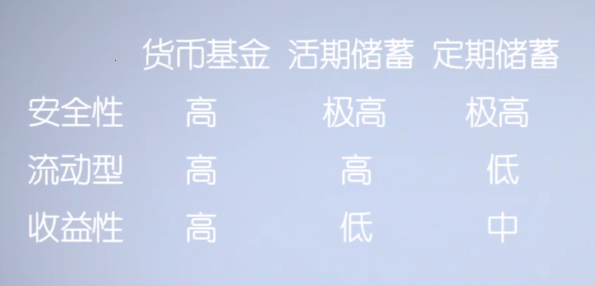 货币基金 活期储蓄 定期储蓄
安全性 高 极高 极高
流动型 高 高 低
收益性 高 低 中